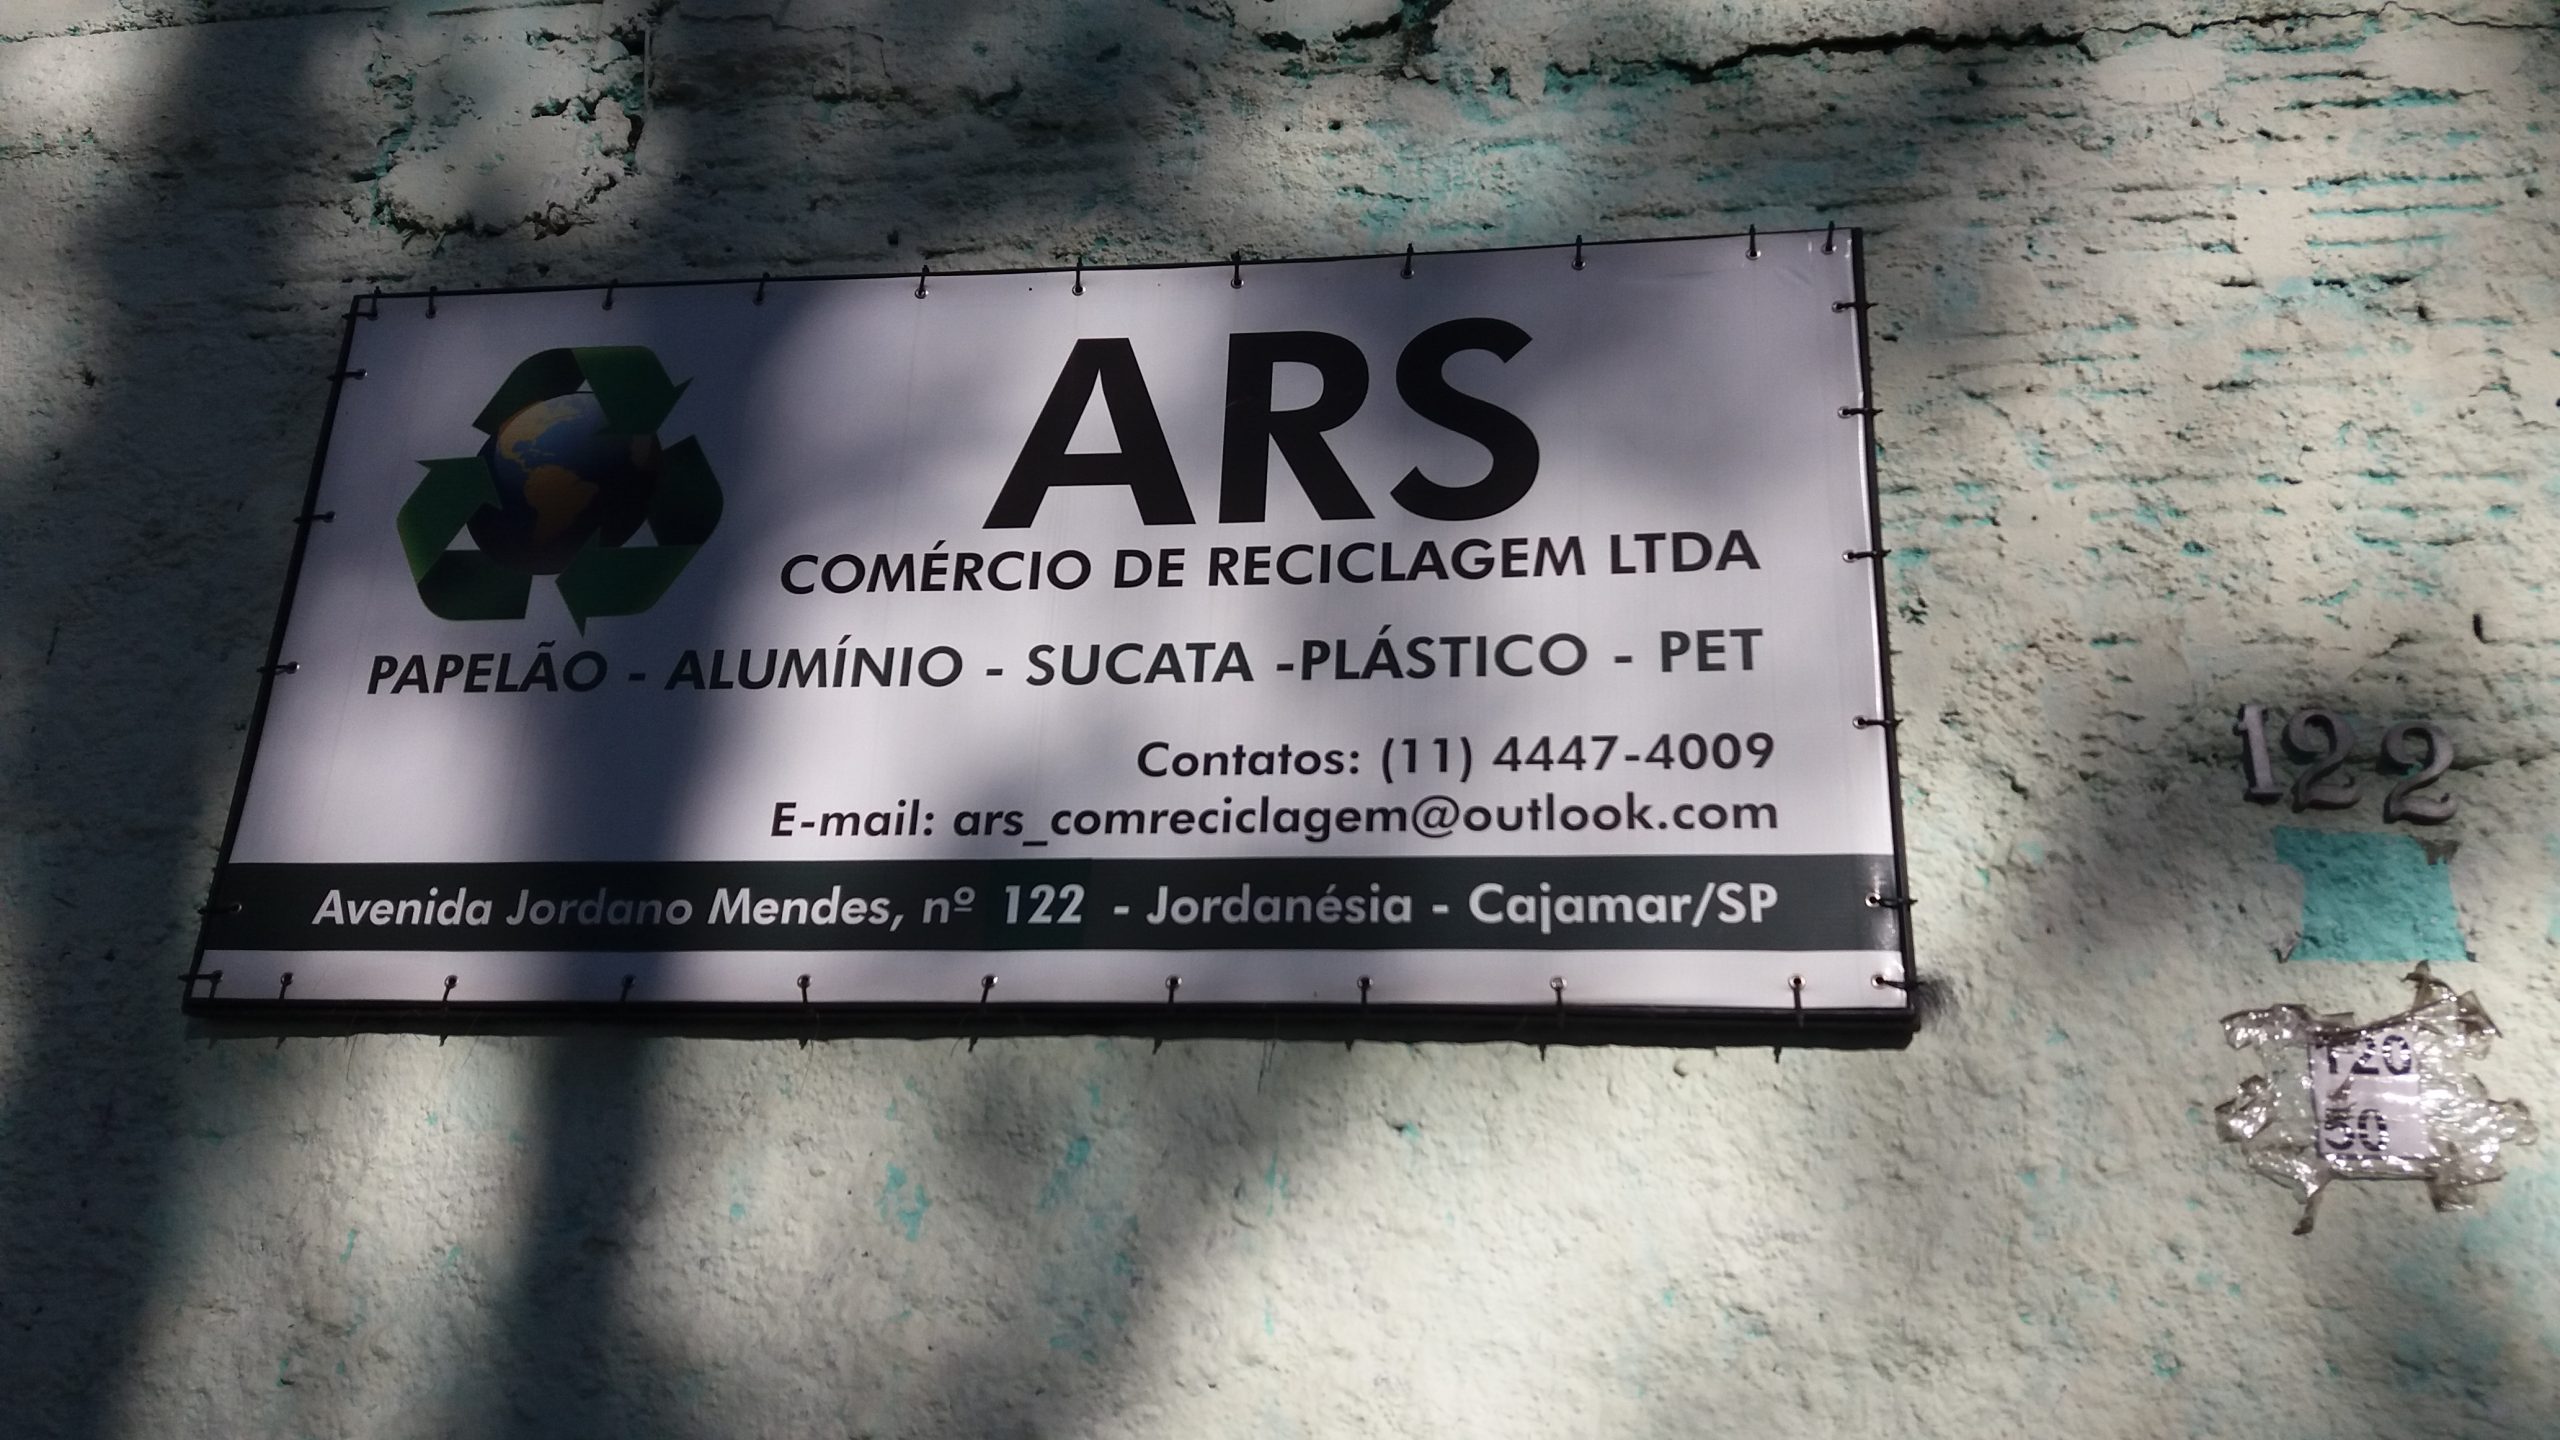 ARS
COMÉRCIO DE RECICLAGEM LTDA
PAPELÃO - ALUMÍNIO - SUCATA -PLÁSTICO - PET
Contatos: (11) 4447-4009
E-mail: ars_comreciclagem@outlook.com
Avenida Jordano Mendes, nº 122 - Jordanésia - Cajamar/SP
122